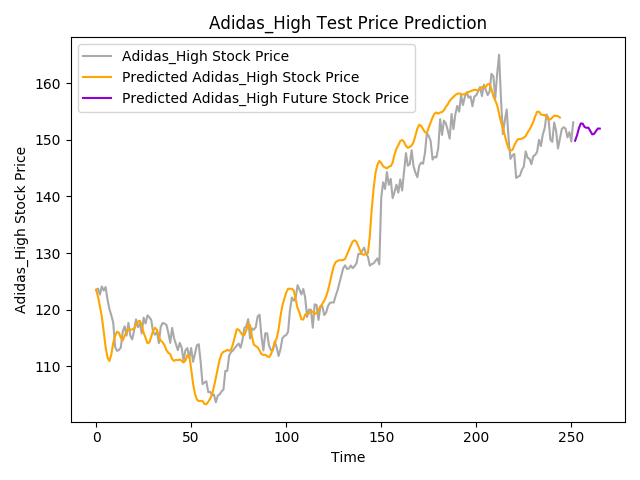 Adidas_High Test Price Prediction
Adidas_High Stock Price
Predicted Adidas_High Stock Price
Predicted Adidas_High Future Stock Price
Adidas_High Stock Price
160
150
140
130
120
110
0 50 100 150 200 250
Time